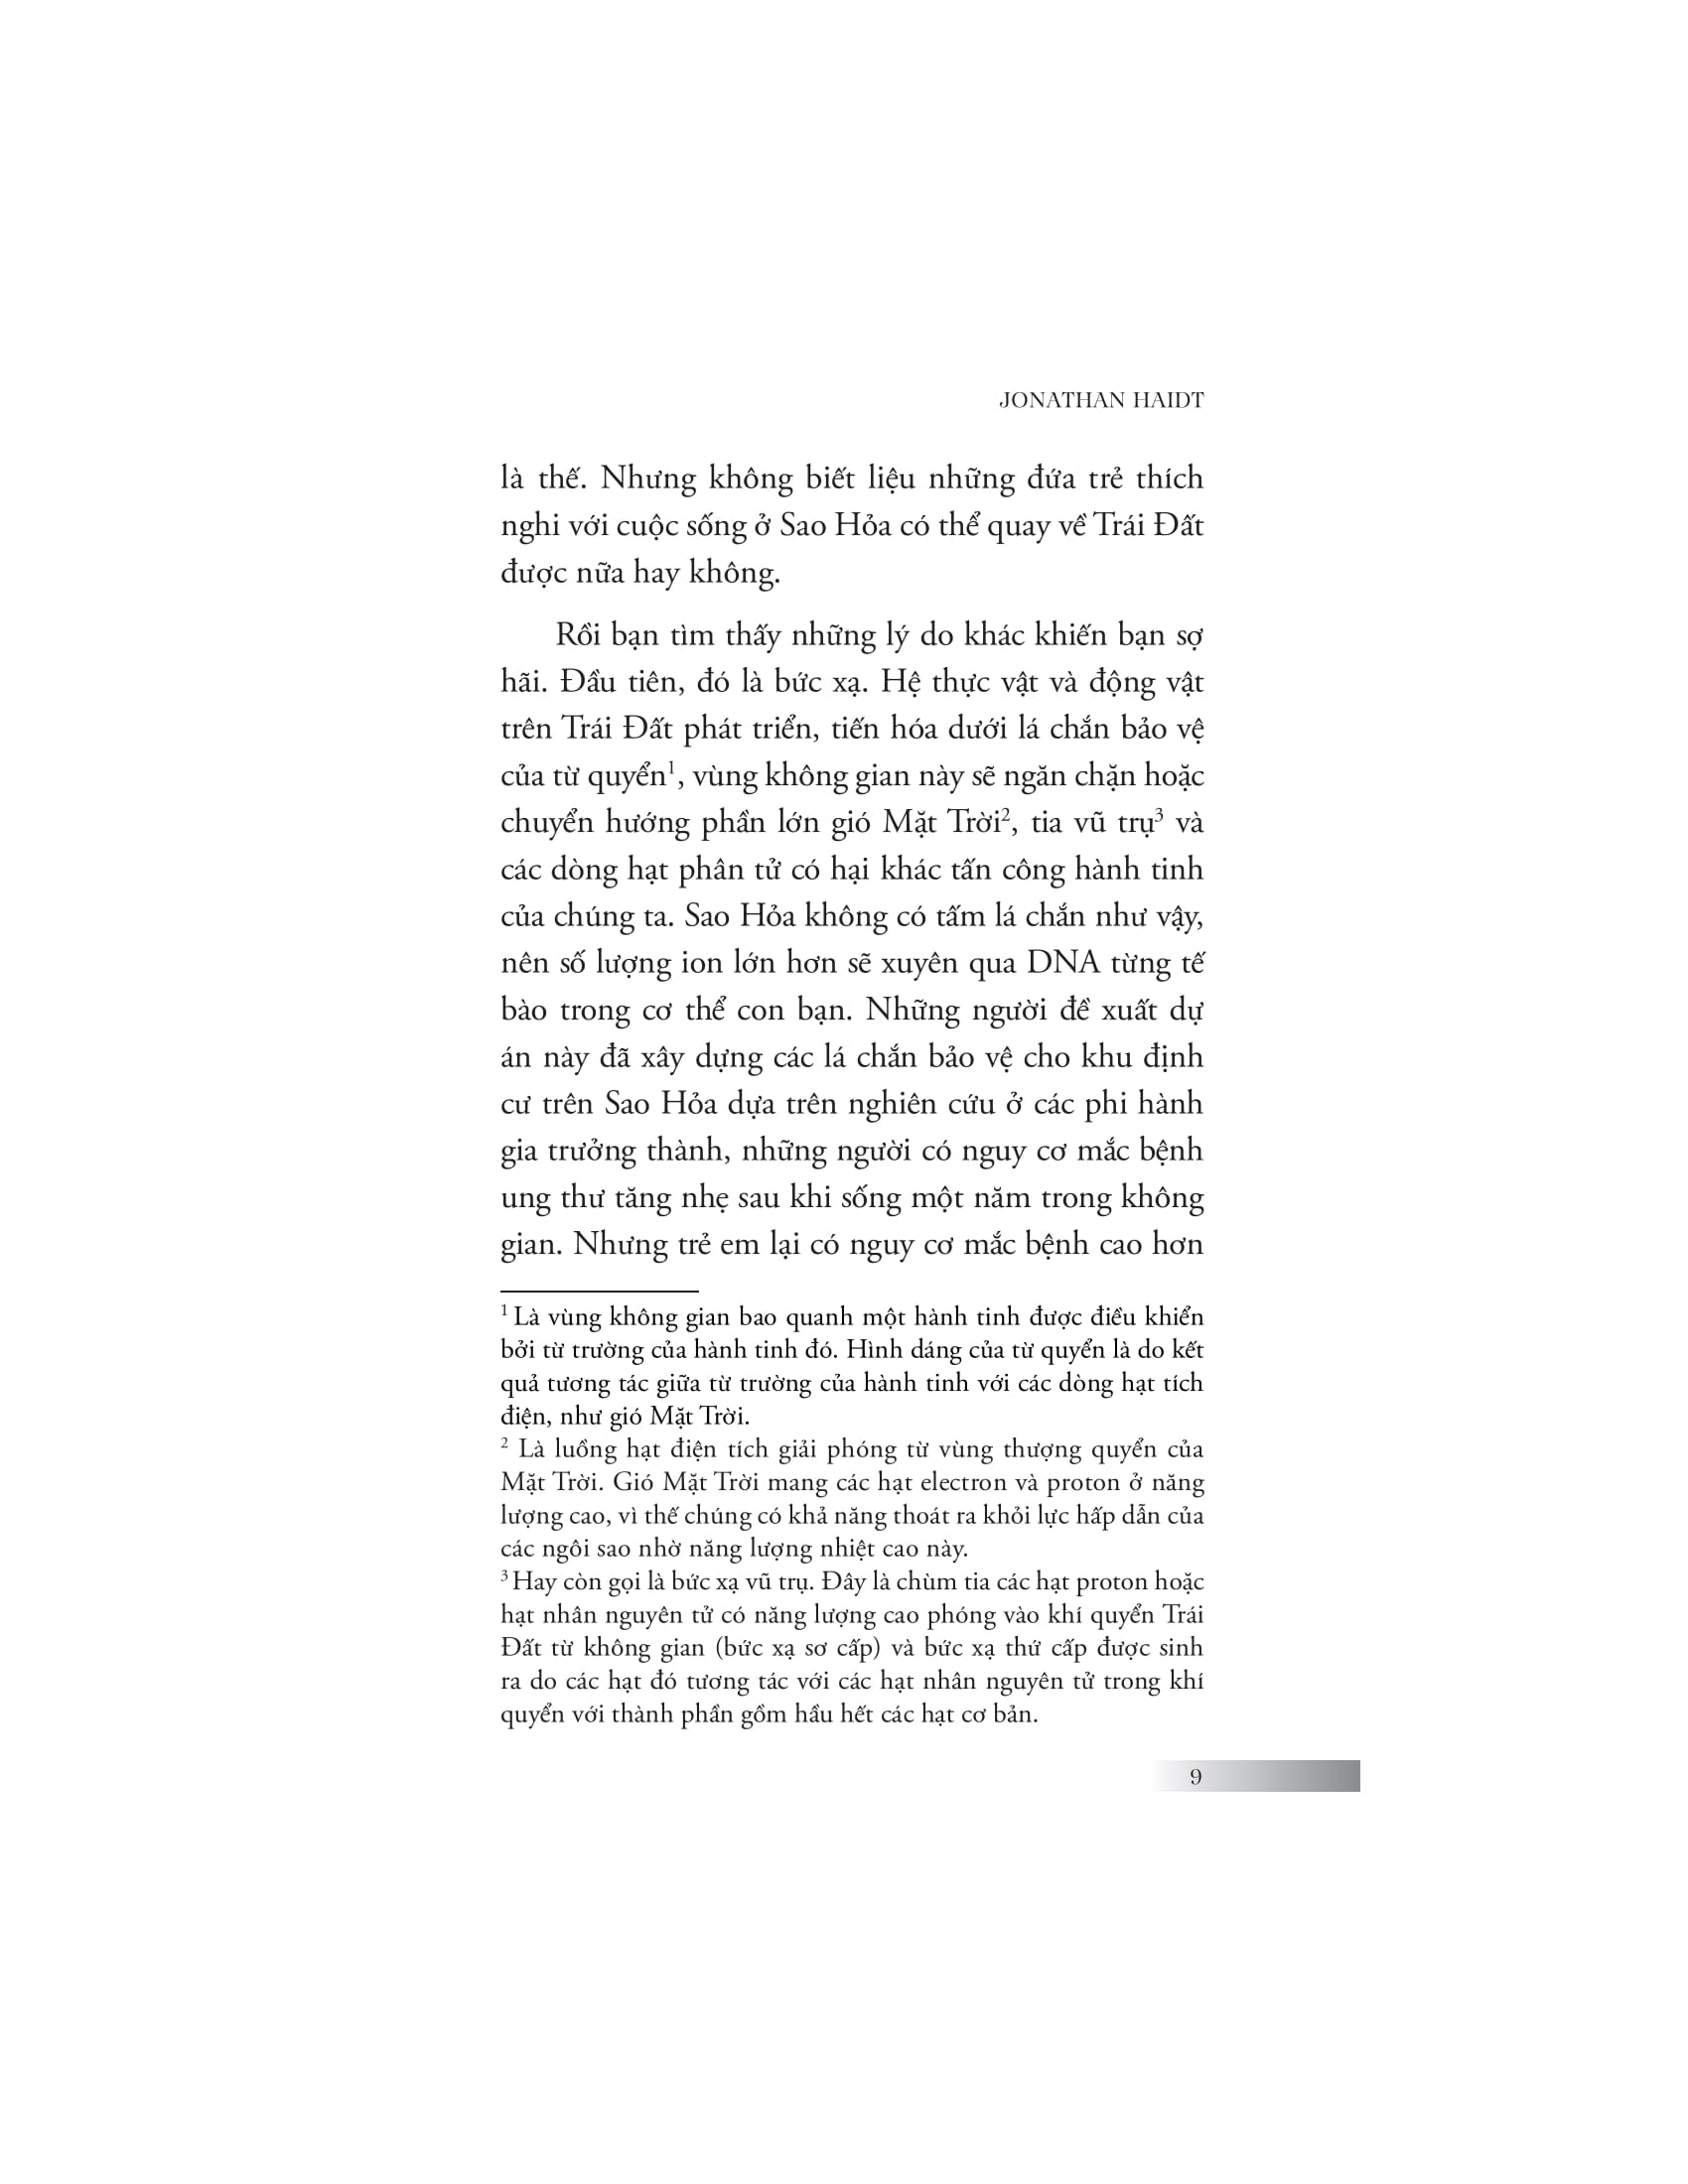 JONATHAN HAIDT
là thế. Nhưng không biết liệu những đứa trẻ thích
nghi với cuộc sống ở Sao Hỏa có thể quay về Trái Đất
được nữa hay không.
Rồi bạn tìm thấy những lý do khác khiến bạn sợ
hãi. Đầu tiên, đó là bức xạ. Hệ thực vật và động vật
trên Trái Đất phát triển, tiến hóa dưới lá chắn bảo vệ
của từ quyển¹, vùng không gian này sẽ ngăn chặn hoặc
chuyển hướng phần lớn gió Mặt Trời², tia vũ trụ³ và
các dòng hạt phân tử có hại khác tấn công hành tinh
của chúng ta. Sao Hỏa không có tấm lá chắn như vậy,
nên số lượng ion lớn hơn sẽ xuyên qua DNA từng tế
bào trong cơ thể con bạn. Những người đề xuất dự
án này đã xây dựng các lá chắn bảo vệ cho khu định
cư trên Sao Hỏa dựa trên nghiên cứu ở các phi hành
gia trưởng thành, những người có nguy cơ mắc bệnh
ung thư tăng nhẹ sau khi sống một năm trong không
gian. Nhưng trẻ em lại có nguy cơ mắc bệnh cao hơn
¹ Là vùng không gian bao quanh một hành tinh được điều khiển
bởi từ trường của hành tinh đó. Hình dáng của từ quyển là do kết
quả tương tác giữa từ trường của hành tinh với các dòng hạt tích
điện, như gió Mặt Trời.
² Là luồng hạt điện tích giải phóng từ vùng thượng quyển của
Mặt Trời. Gió Mặt Trời mang các hạt electron và proton ở năng
lượng cao, vì thế chúng có khả năng thoát ra khỏi lực hấp dẫn của
các ngôi sao nhờ năng lượng nhiệt cao này.
³ Hay còn gọi là bức xạ vũ trụ. Đây là chùm tia các hạt proton hoặc
hạt nhân nguyên tử có năng lượng cao phóng vào khí quyển Trái
Đất từ không gian (bức xạ sơ cấp) và bức xạ thứ cấp được sinh
ra do các hạt đó tương tác với các hạt nhân nguyên tử trong khí
quyển với thành phần gồm hầu hết các hạt cơ bản.
9